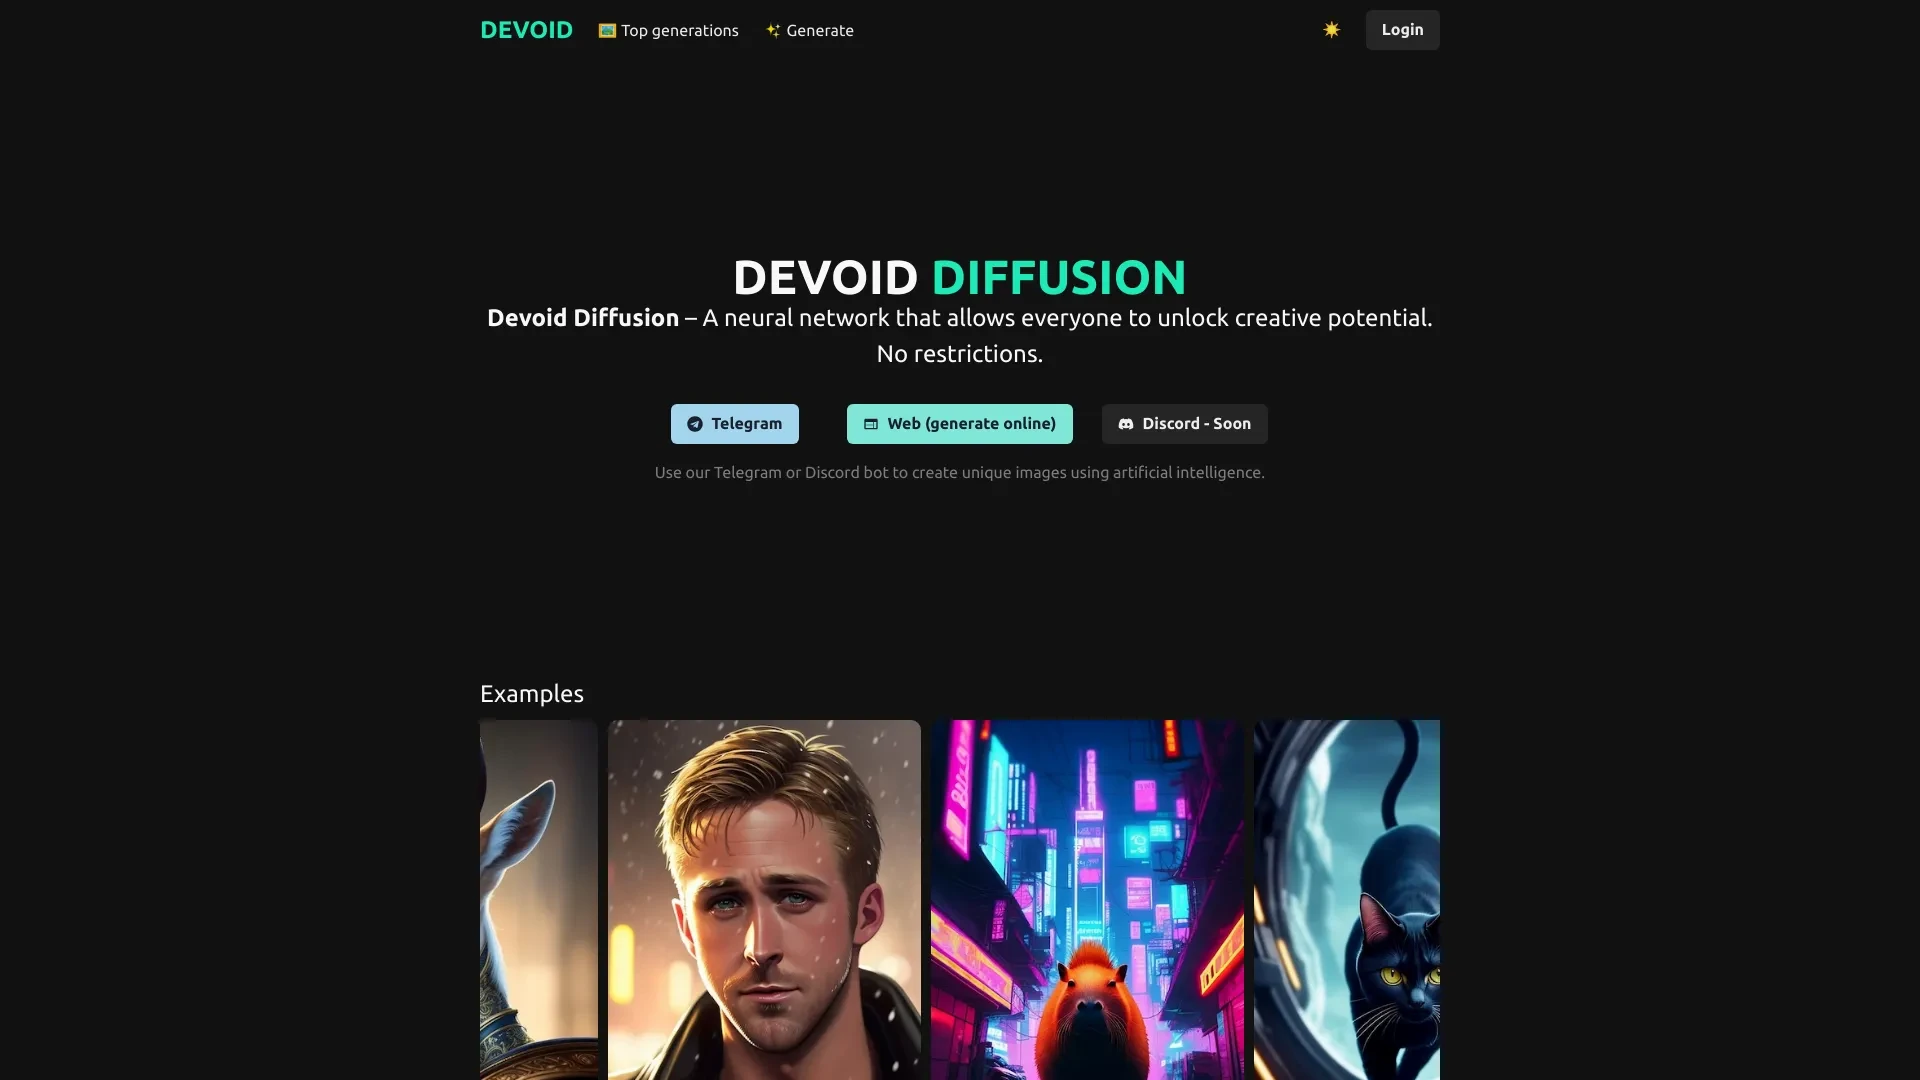 DEVOID
Top generations
Generate
Login
DEVOID DIFFUSION
Devoid Diffusion – A neural network that allows everyone to unlock creative potential.
No restrictions.
Telegram
Web (generate online)
Discord - Soon
Use our Telegram or Discord bot to create unique images using artificial intelligence.
Examples